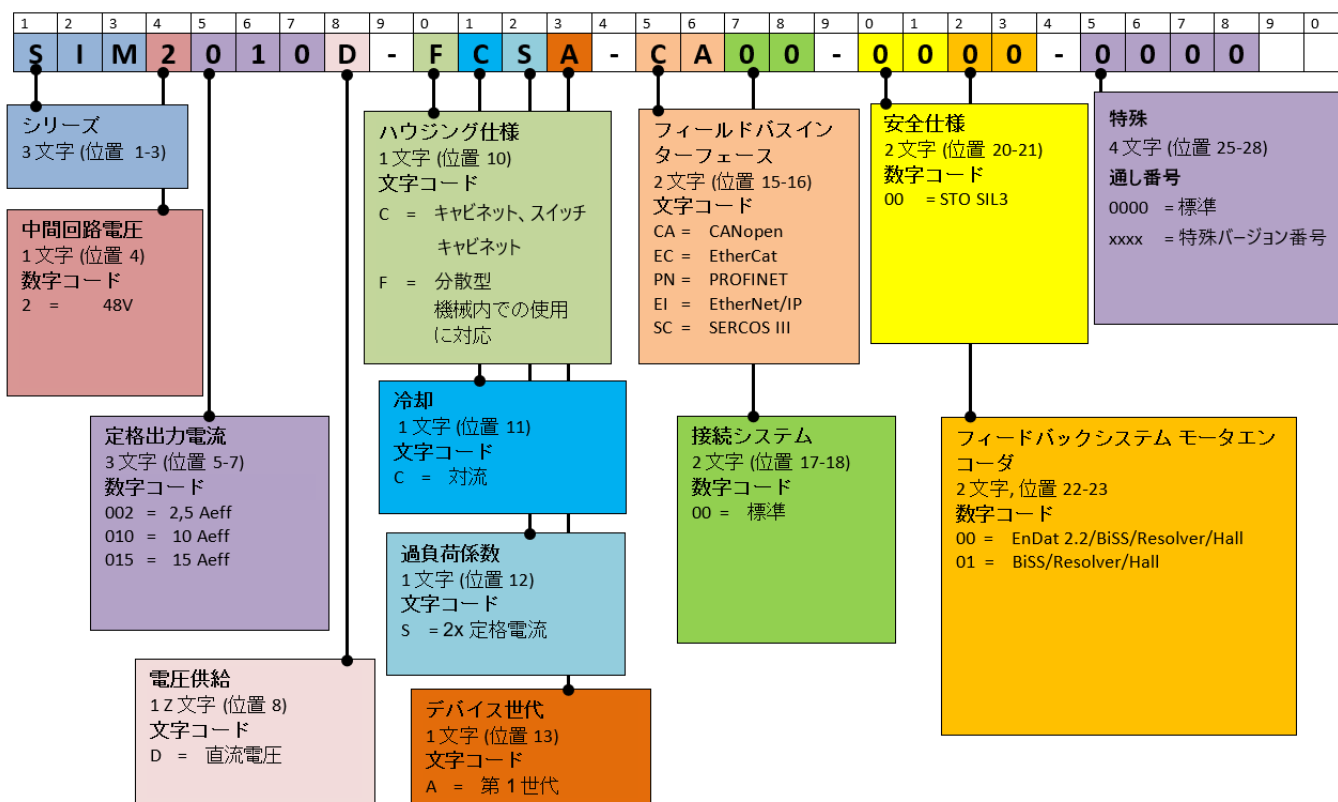 1 2 3 4 5 6 7 8 9 0 1 2 3 4 5 6 7 8 9 0 1 2 3 4 5 6 7 8 9 0
S I M 2 0 1 0 D - F C S A - C A 0 0 - 0 0 0 0 - 0 0 0 0
シリーズ
3 文字 (位置 1-3)
中間回路電圧
1 文字 (位置 4)
数字コード
2 = 48V
定格出力電流
3 文字 (位置 5-7)
数字コード
002 = 2,5 Aeff
010 = 10 Aeff
015 = 15 Aeff
電圧供給
1 Z 文字 (位置 8)
文字コード
D = 直流電圧
ハウジング仕様
1 文字 (位置 10)
文字コード
C = キャビネット、スイッチ
キャビネット
F = 分散型
機械内での使用
に対応
冷却
1 文字 (位置 11)
文字コード
C = 対流
過負荷係数
1 文字 (位置 12)
文字コード
S = 2x 定格電流
デバイス世代
1 文字 (位置 13)
文字コード
A = 第 1 世代
フィールドバスイン
ターフェース
2 文字 (位置 15-16)
文字コード
CA = CANopen
EC = EtherCat
PN = PROFINET
EI = EtherNet/IP
SC = SERCOS III
接続システム
2 文字 (位置 17-18)
数字コード
00 = 標準
安全仕様
2 文字 (位置 20-21)
数字コード
00 = STO SIL3
フィードバックシステム モータエン
コーダ
2 文字, 位置 22-23
数字コード
00 = EnDat 2.2/BiSS/Resolver/Hall
01 = BiSS/Resolver/Hall
特殊
4 文字 (位置 25-28)
通し番号
0000 = 標準
xxxx = 特殊バージョン番号